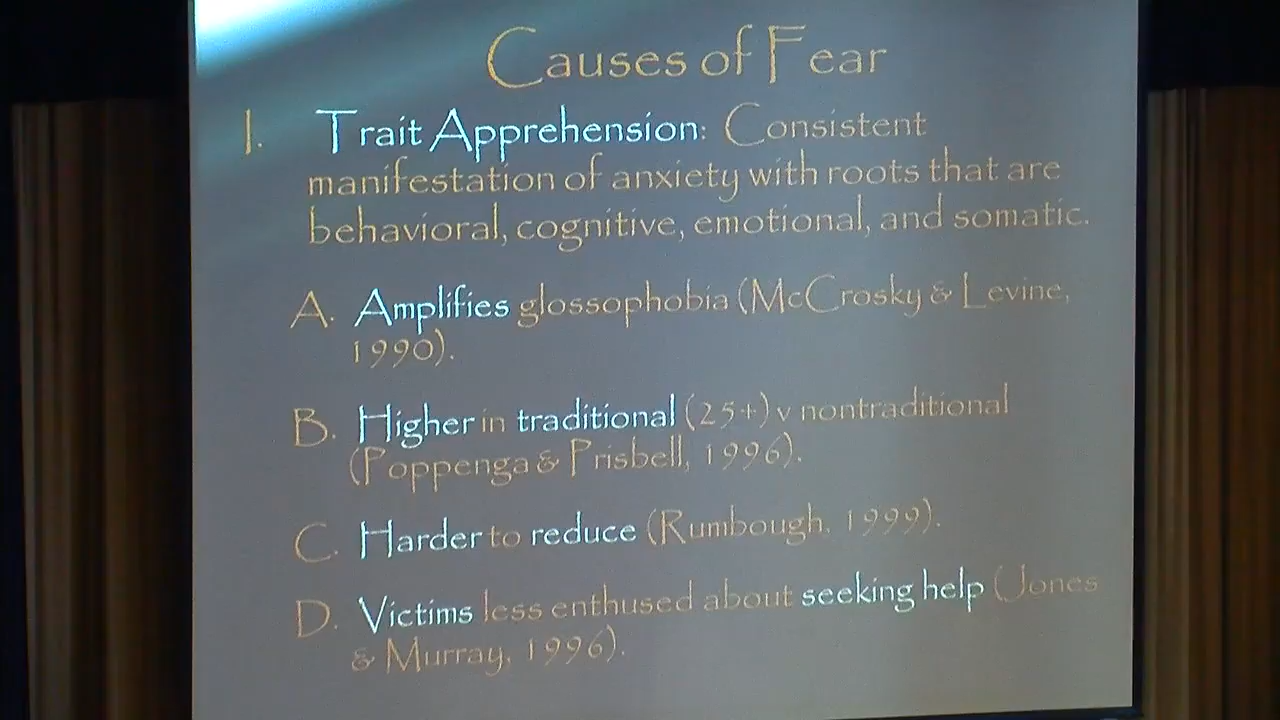 Causes of Fear
I. Trait Apprehension: Consistent
manifestation of anxiety with roots that are
behavioral, cognitive, emotional, and somatic.
A. Amplifies glossophobia (McCrosky & Levine,
1990).
B. Higher in traditional (25+) v nontraditional
(Poppenga & Prisbell, 1996).
C. Harder to reduce (Rumbough, 1999).
D. Victims less enthused about seeking help (Jones
& Murray, 1996).